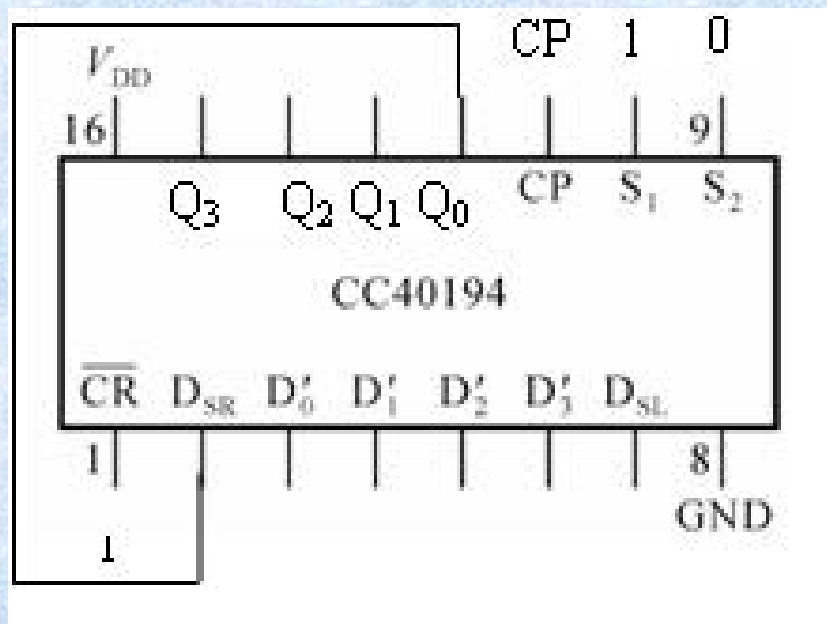 CP 1 0
V_DD
16 9
Q₃ Q₂ Q₁ Q₀ CP S₁ S₂
CC40194
C̅R̅ D_SR D′₀ D′₁ D′₂ D′₃ D_SL
1 8
GND
1